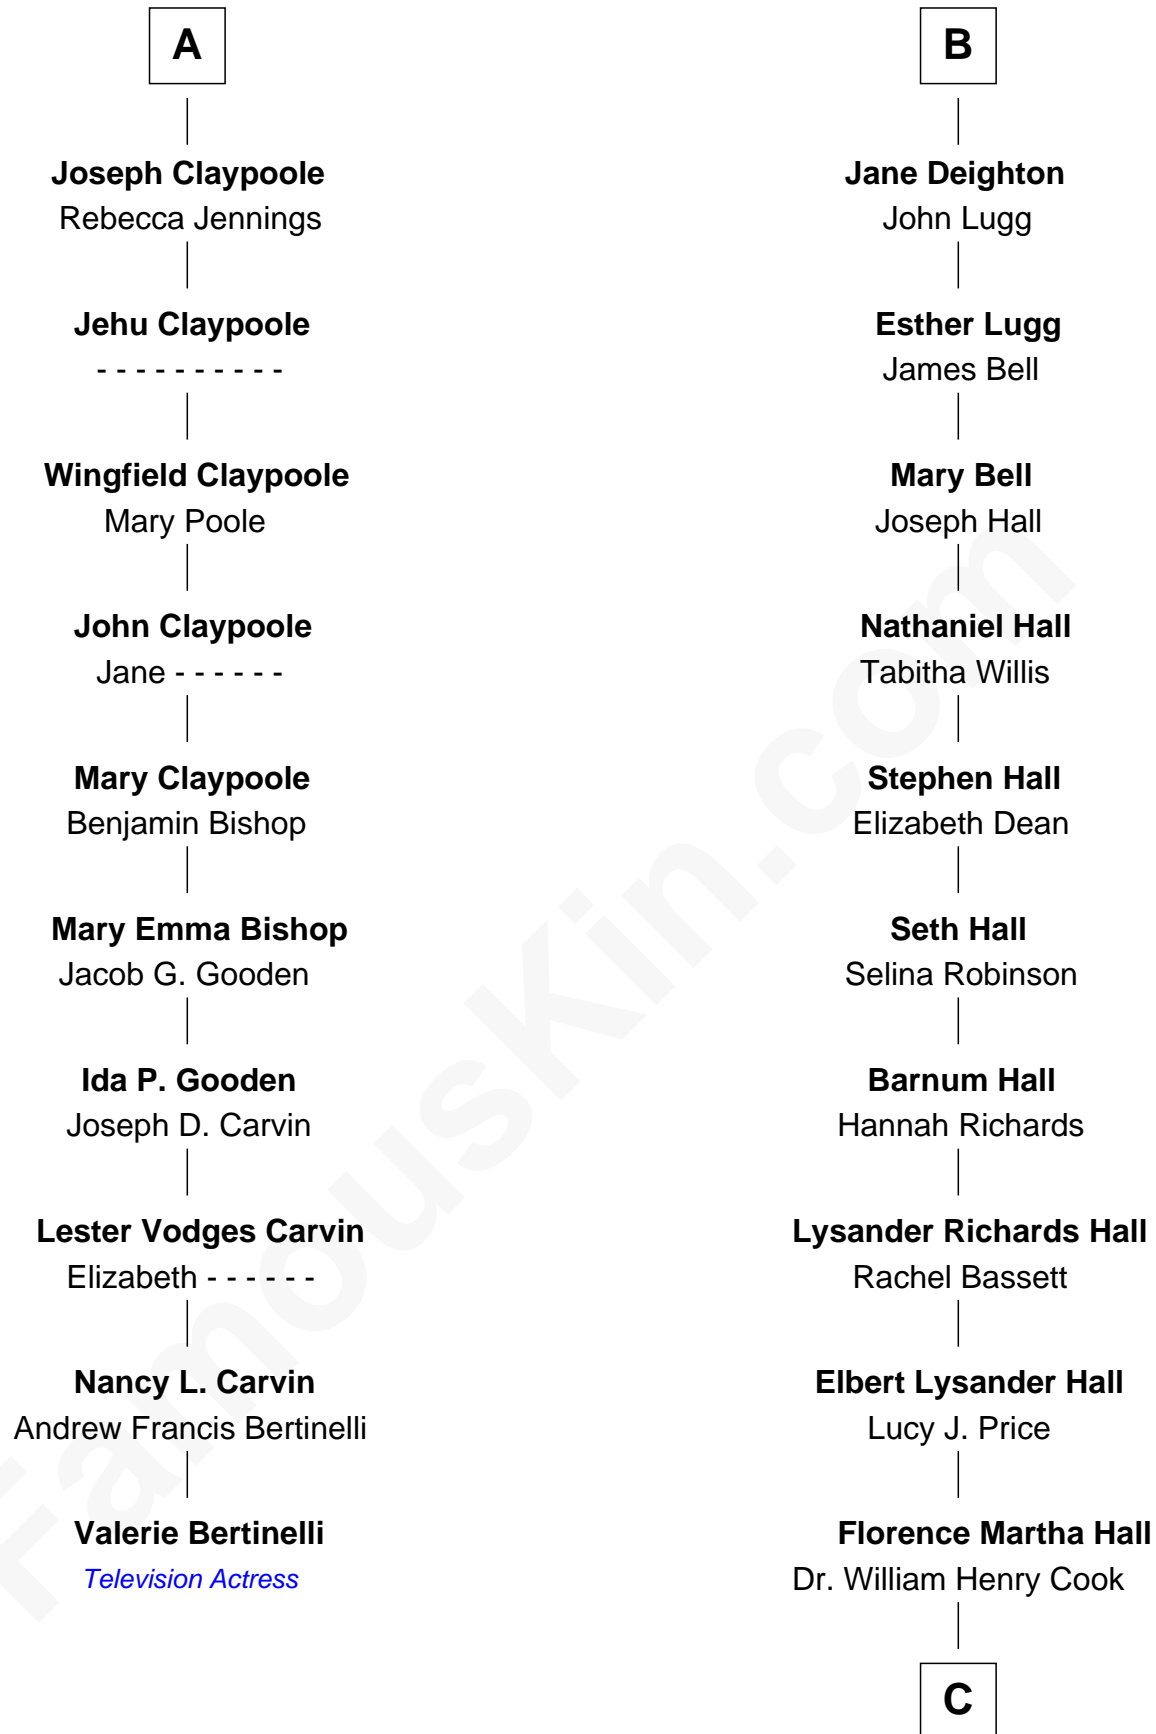 A
Joseph Claypoole
Rebecca Jennings
Jehu Claypoole
- - - - - - - - - -
Wingfield Claypoole
Mary Poole
John Claypoole
Jane - - - - - -
Mary Claypoole
Benjamin Bishop
Mary Emma Bishop
Jacob G. Gooden
Ida P. Gooden
Joseph D. Carvin
Lester Vodges Carvin
Elizabeth - - - - - -
Nancy L. Carvin
Andrew Francis Bertinelli
Valerie Bertinelli
Television Actress
B
Jane Deighton
John Lugg
Esther Lugg
James Bell
Mary Bell
Joseph Hall
Nathaniel Hall
Tabitha Willis
Stephen Hall
Elizabeth Dean
Seth Hall
Selina Robinson
Barnum Hall
Hannah Richards
Lysander Richards Hall
Rachel Bassett
Elbert Lysander Hall
Lucy J. Price
Florence Martha Hall
Dr. William Henry Cook
C
FamousKin.com